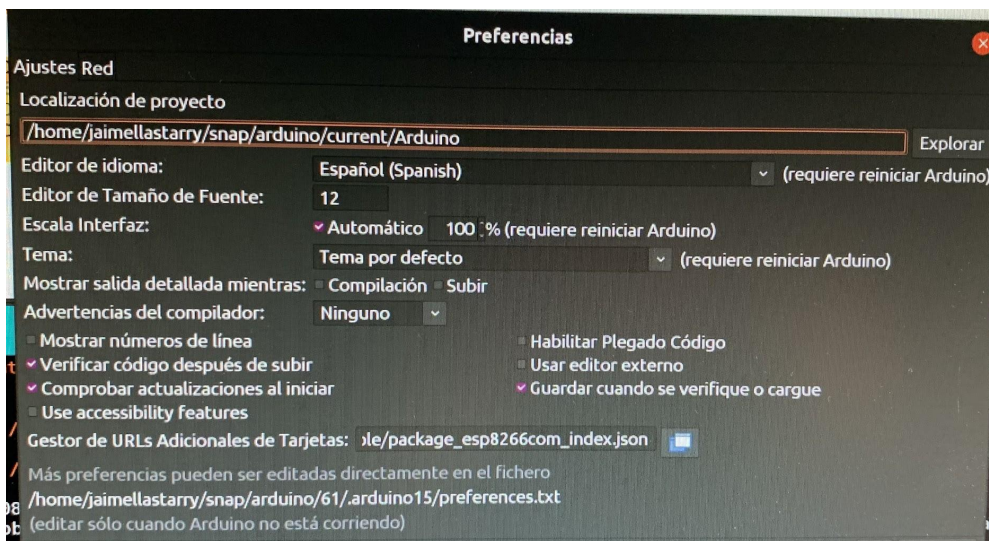 Preferencias
Ajustes Red
Localización de proyecto
/home/jaimellastarry/snap/arduino/current/Arduino
Explorar
Editor de idioma: Español (Spanish) (requiere reiniciar Arduino)
Editor de Tamaño de Fuente: 12
Escala Interfaz: Automático 100 % (requiere reiniciar Arduino)
Tema: Tema por defecto (requiere reiniciar Arduino)
Mostrar salida detallada mientras: Compilación Subir
Advertencias del compilador: Ninguno
Mostrar números de línea Habilitar Plegado Código
Verificar código después de subir Usar editor externo
Comprobar actualizaciones al iniciar Guardar cuando se verifique o cargue
Use accessibility features
Gestor de URLs Adicionales de Tarjetas: le/package_esp8266com_index.json
Más preferencias pueden ser editadas directamente en el fichero
/home/jaimellastarry/snap/arduino/61/.arduino15/preferences.txt
(editar sólo cuando Arduino no está corriendo)